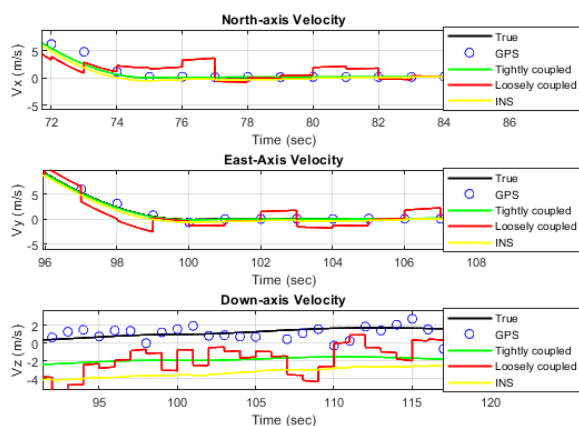 North-axis Velocity
Vx (m/s)
5
0
-5
72 74 76 78 80 82 84 86
Time (sec)
True
GPS
Tightly coupled
Loosely coupled
INS
East-Axis Velocity
Vy (m/s)
5
0
-5
96 98 100 102 104 106 108
Time (sec)
True
GPS
Tightly coupled
Loosely coupled
INS
Down-axis Velocity
Vz (m/s)
2
0
-2
-4
95 100 105 110 115 120
Time (sec)
True
GPS
Tightly coupled
Loosely coupled
INS